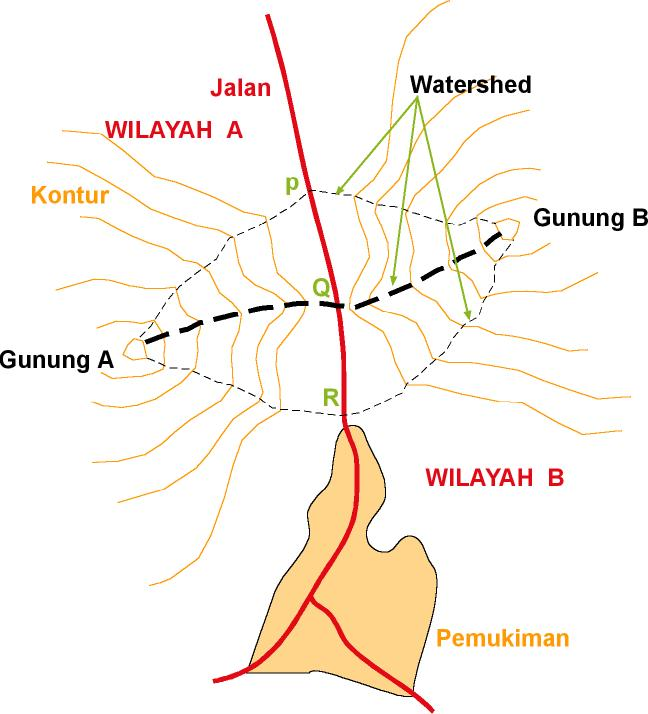 Jalan
Watershed
WILAYAH A
p
Kontur
Gunung B
Q
Gunung A
R
WILAYAH B
Pemukiman